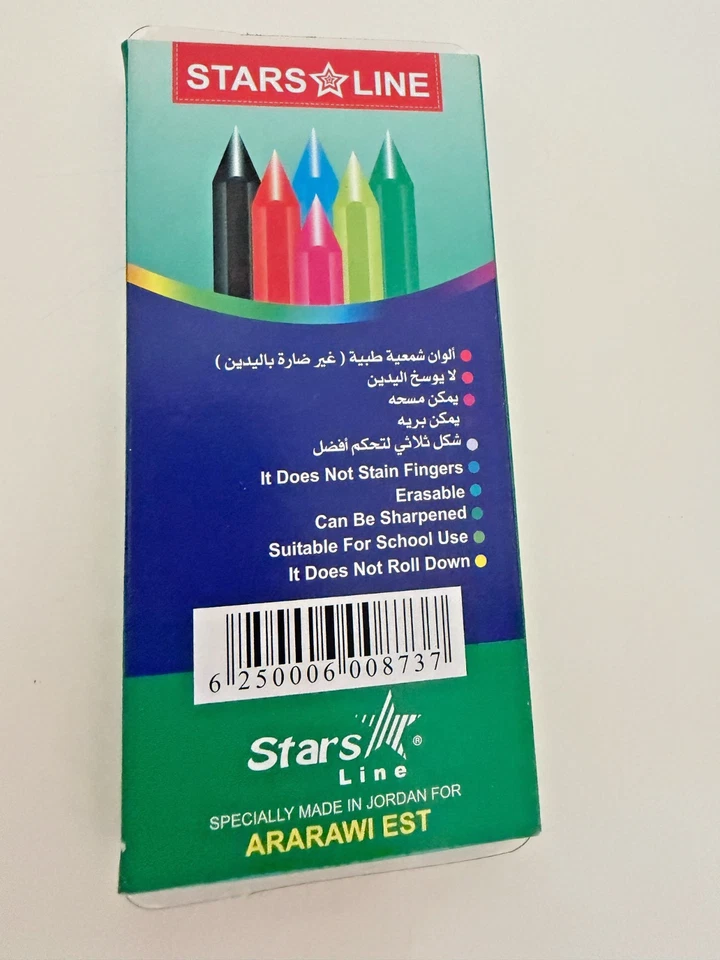 STARS LINE
ألوان شمعية طبية ( غير ضارة باليدين )
لا يوسخ اليدين
يمكن مسحه
يمكن بريه
شكل ثلاثي لتحكم أفضل
It Does Not Stain Fingers
Erasable
Can Be Sharpened
Suitable For School Use
It Does Not Roll Down
6 250006 008737
Stars ®
Line
SPECIALLY MADE IN JORDAN FOR
ARARAWI EST